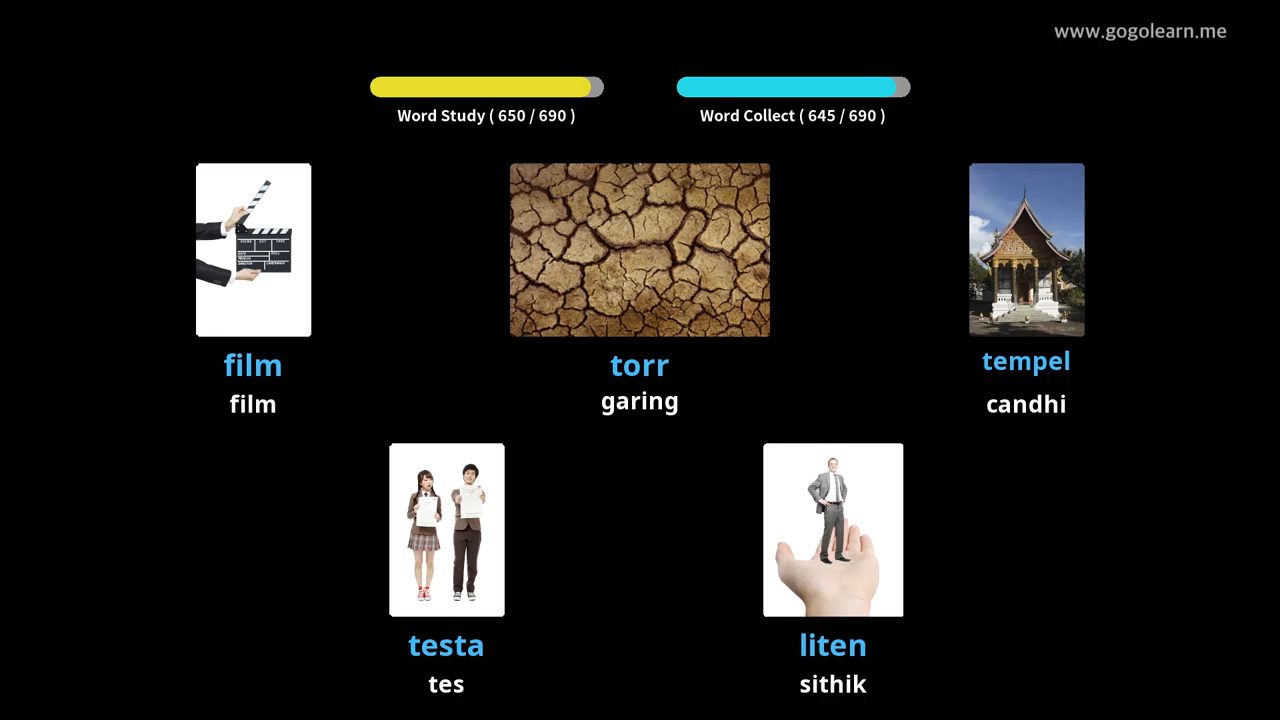 www.gogolearn.me
Word Study ( 650 / 690 )
Word Collect ( 645 / 690 )
film
film
torr
garing
tempel
candhi
testa
tes
liten
sithik